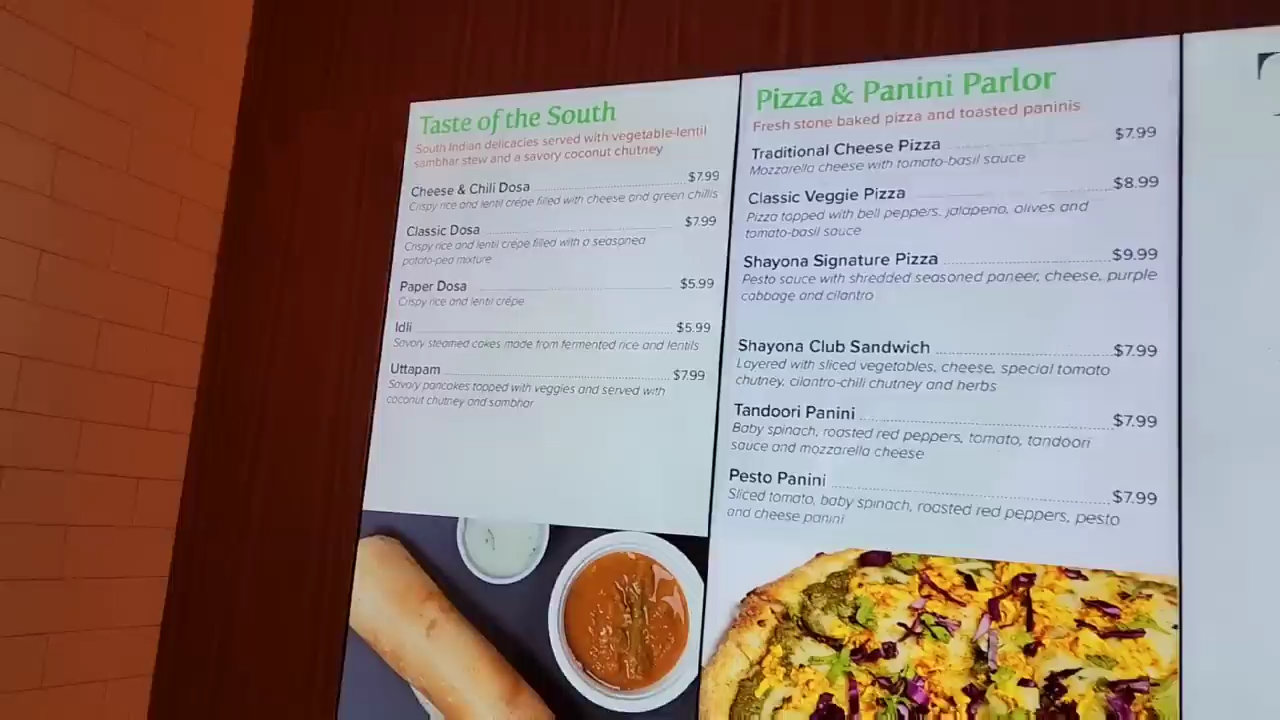 Taste of the South
South Indian delicacies served with vegetable-lentil
sambhar stew and a savory coconut chutney
Cheese & Chili Dosa $7.99
Crispy rice and lentil crêpe filled with cheese and green chillis
Classic Dosa $7.99
Crispy rice and lentil crêpe filled with a seasoned
potato-pea mixture
Paper Dosa $5.99
Crispy rice and lentil crêpe
Idli $5.99
Savory steamed cakes made from fermented rice and lentils
Uttapam $7.99
Savory pancakes topped with veggies and served with
coconut chutney and sambhar
Pizza & Panini Parlor
Fresh stone baked pizza and toasted paninis
Traditional Cheese Pizza $7.99
Mozzarella cheese with tomato-basil sauce
Classic Veggie Pizza $8.99
Pizza topped with bell peppers, jalapeno, olives and
tomato-basil sauce
Shayona Signature Pizza $9.99
Pesto sauce with shredded seasoned paneer, cheese, purple
cabbage and cilantro
Shayona Club Sandwich $7.99
Layered with sliced vegetables, cheese, special tomato
chutney, cilantro-chili chutney and herbs
Tandoori Panini $7.99
Baby spinach, roasted red peppers, tomato, tandoori
sauce and mozzarella cheese
Pesto Panini $7.99
Sliced tomato, baby spinach, roasted red peppers, pesto
and cheese panini